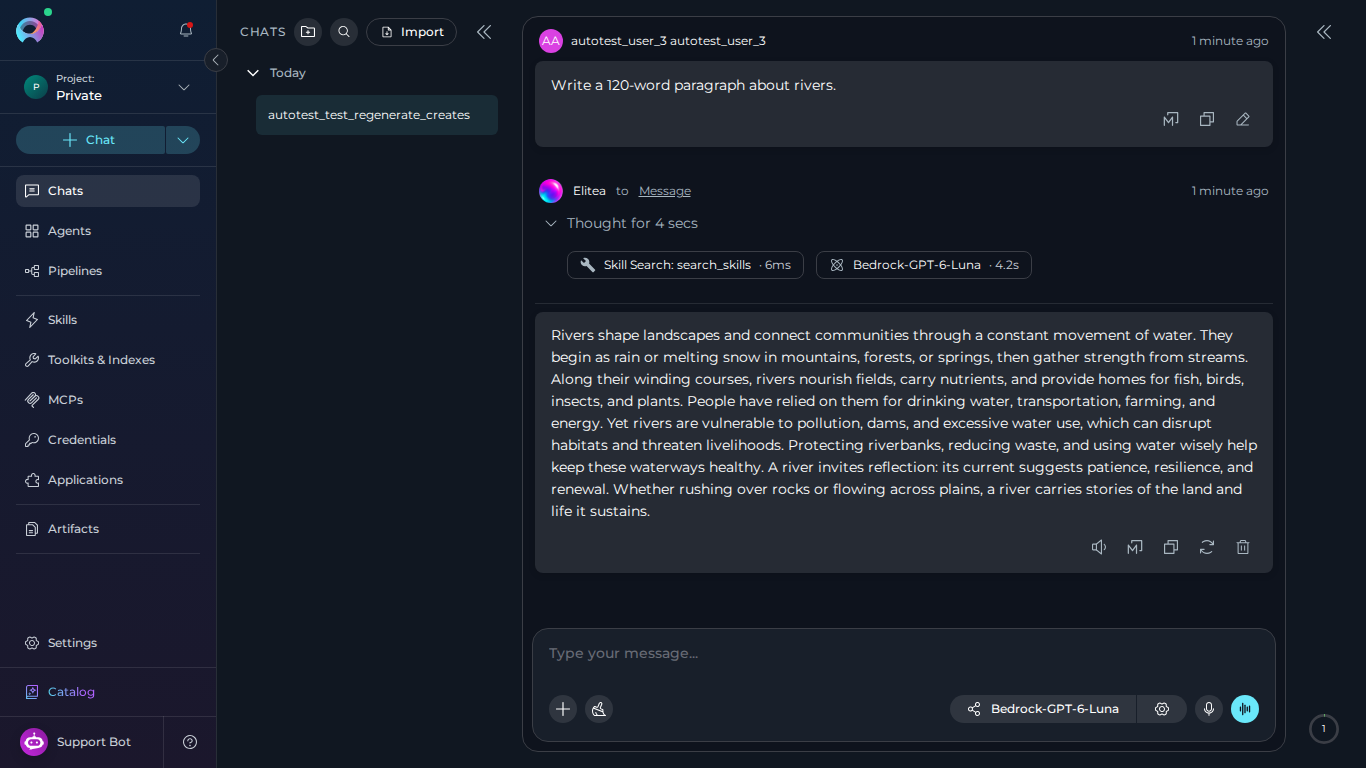 Project:
P
Private
Chat
Chats
Agents
Pipelines
Skills
Toolkits & Indexes
MCPs
Credentials
Applications
Artifacts
Settings
Catalog
Support Bot
CHATS
Import
Today
autotest_test_regenerate_creates
AA
autotest_user_3 autotest_user_3
1 minute ago
Write a 120-word paragraph about rivers.
Elitea to Message
1 minute ago
Thought for 4 secs
Skill Search: search_skills · 6ms
Bedrock-GPT-6-Luna · 4.2s
Rivers shape landscapes and connect communities through a constant movement of water. They
begin as rain or melting snow in mountains, forests, or springs, then gather strength from streams.
Along their winding courses, rivers nourish fields, carry nutrients, and provide homes for fish, birds,
insects, and plants. People have relied on them for drinking water, transportation, farming, and
energy. Yet rivers are vulnerable to pollution, dams, and excessive water use, which can disrupt
habitats and threaten livelihoods. Protecting riverbanks, reducing waste, and using water wisely help
keep these waterways healthy. A river invites reflection: its current suggests patience, resilience, and
renewal. Whether rushing over rocks or flowing across plains, a river carries stories of the land and
life it sustains.
Type your message...
Bedrock-GPT-6-Luna
1